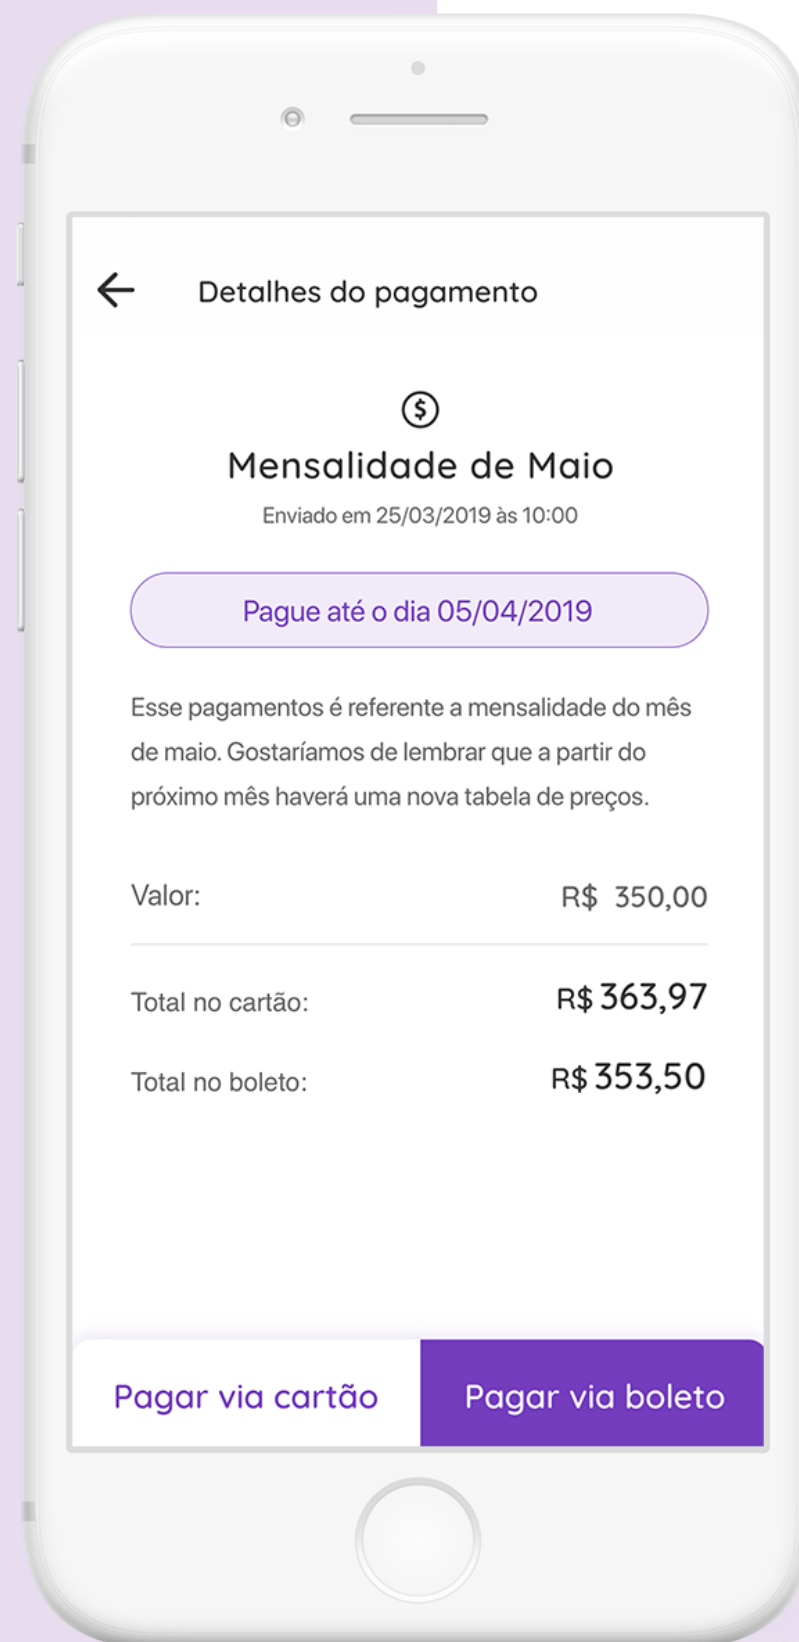 Detalhes do pagamento
$
Mensalidade de Maio
Enviado em 25/03/2019 às 10:00
Pague até o dia 05/04/2019
Esse pagamentos é referente a mensalidade do mês
de maio. Gostaríamos de lembrar que a partir do
próximo mês haverá uma nova tabela de preços.
Valor: R$ 350,00
Total no cartão: R$ 363,97
Total no boleto: R$ 353,50
Pagar via cartão Pagar via boleto